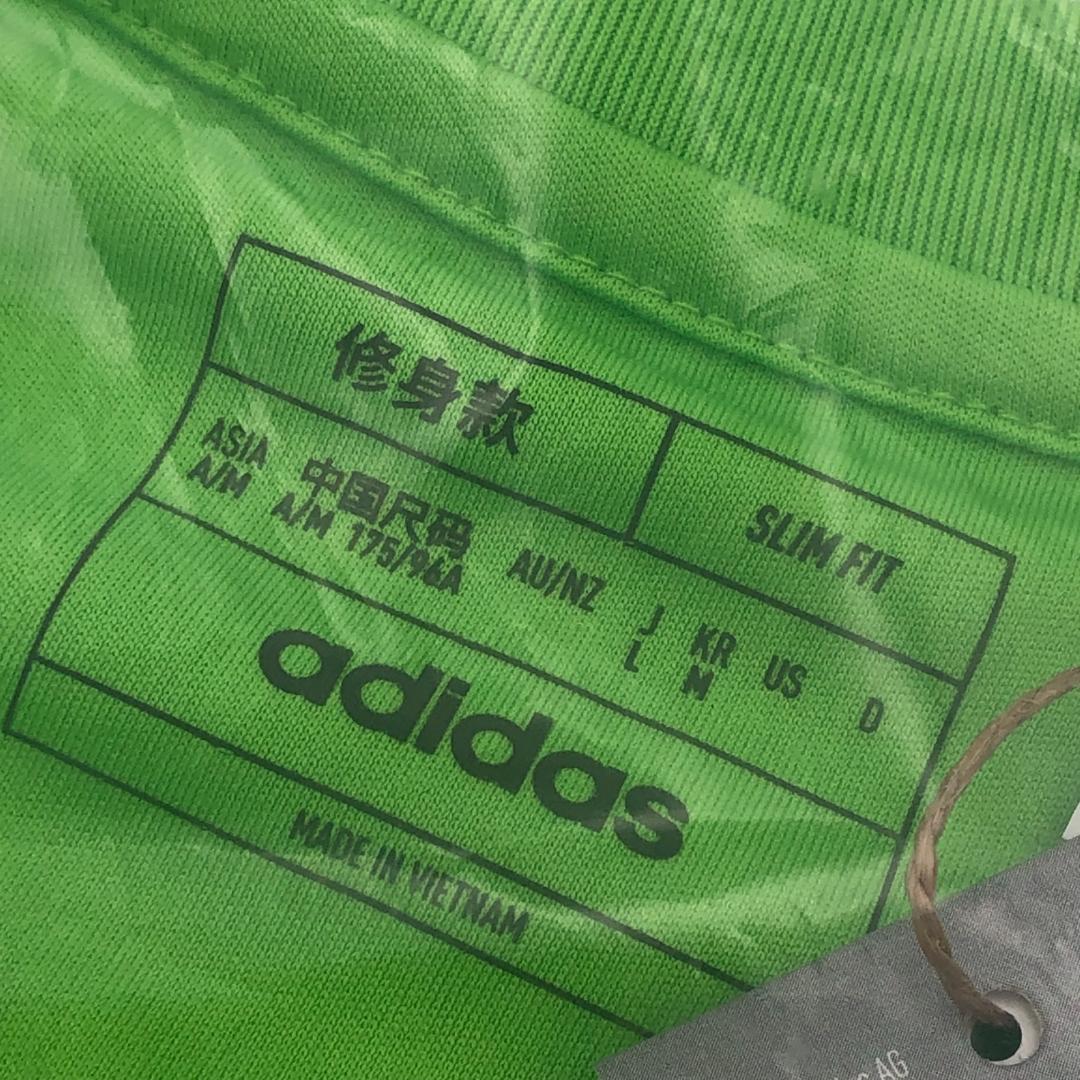 修身款 SLIM FIT
ASIA 中国尺码 AU/NZ J KR US D
A/M A/M 175/96A L M
adidas
MADE IN VIETNAM
AG